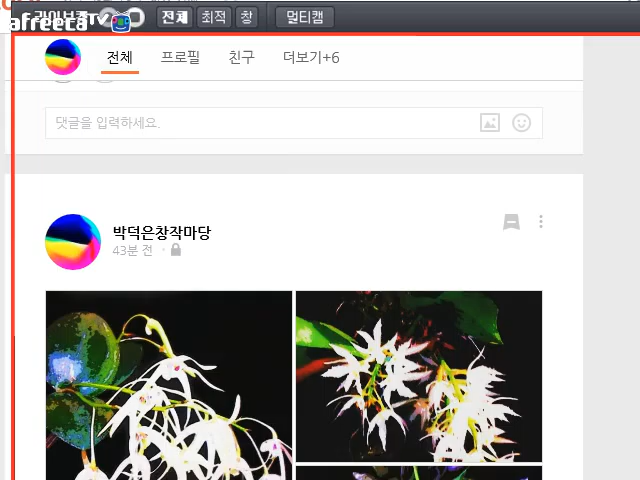 afreecaTV
전체 최적 창 멀티캠
전체 프로필 친구 더보기+6
댓글을 입력하세요.
박덕은창작마당
43분 전